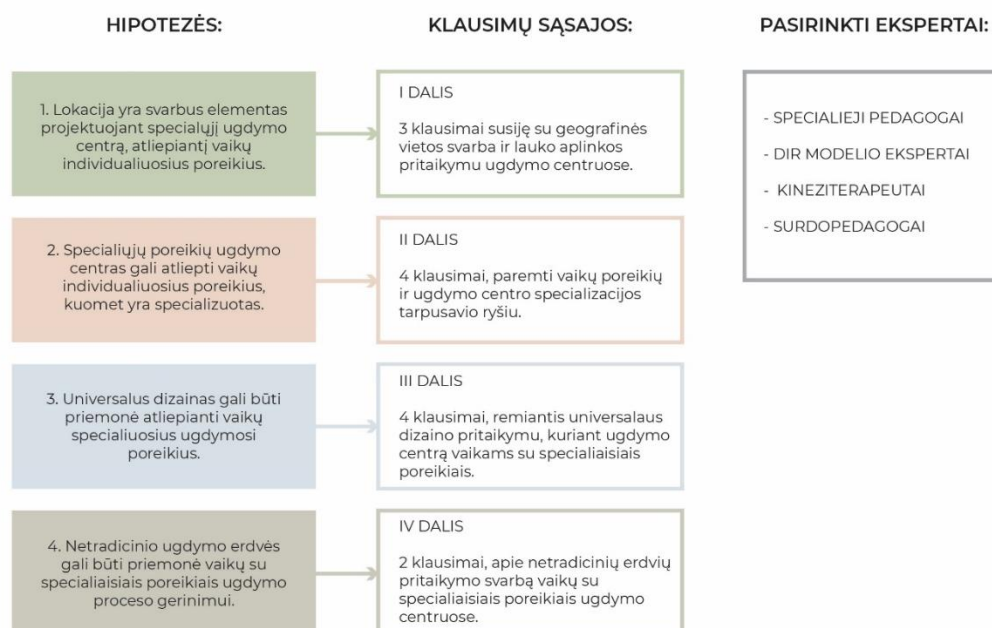 HIPOTEZĖS:
1. Lokacija yra svarbus elementas
projektuojant specialųjį ugdymo
centrą, atliepiantį vaikų
individualiuosius poreikius.
2. Specialiųjų poreikių ugdymo
centras gali atliepti vaikų
individualiuosius poreikius,
kuomet yra specializuotas.
3. Universalus dizainas gali būti
priemonė atliepianti vaikų
specialiuosius ugdymosi
poreikius.
4. Netradicinio ugdymo erdvės
gali būti priemonė vaikų su
specialiaisiais poreikiais ugdymo
proceso gerinimui.
KLAUSIMŲ SĄSAJOS:
I DALIS
3 klausimai susiję su geografinės
vietos svarba ir lauko aplinkos
pritaikymu ugdymo centruose.
II DALIS
4 klausimai, paremti vaikų poreikių
ir ugdymo centro specializacijos
tarpusavio ryšiu.
III DALIS
4 klausimai, remiantis universalaus
dizaino pritaikymu, kuriant ugdymo
centrą vaikams su specialiaisiais
poreikiais.
IV DALIS
2 klausimai, apie netradicinių erdvių
pritaikymo svarbą vaikų su
specialiaisiais poreikiais ugdymo
centruose.
PASIRINKTI EKSPERTAI:
- SPECIALIEJI PEDAGOGAI
- DIR MODELIO EKSPERTAI
- KINEZITERAPEUTAI
- SURDOPEDAGOGAI